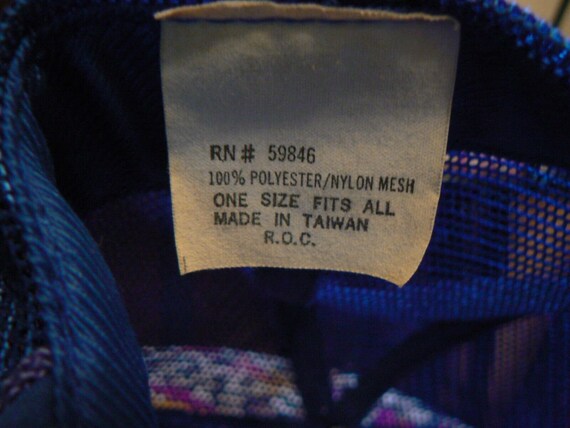 RN # 59846
100% POLYESTER/NYLON MESH
ONE SIZE FITS ALL
MADE IN TAIWAN
R.O.C.